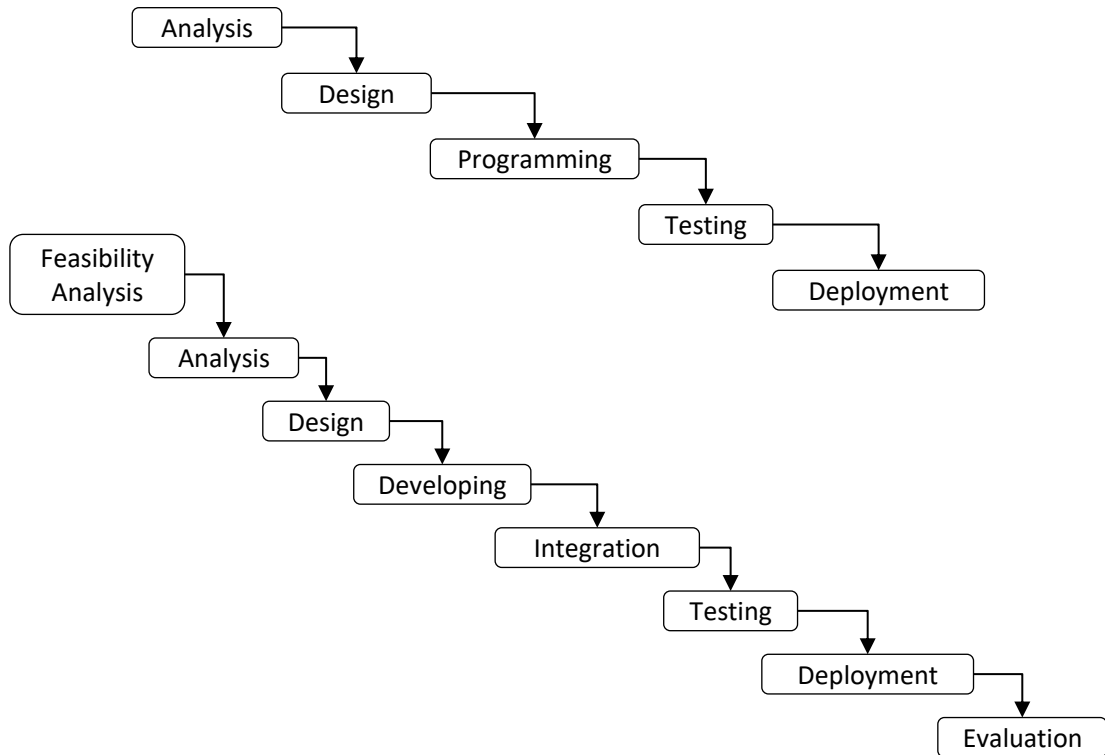 Analysis
Design
Programming
Testing
Deployment
Feasibility
Analysis
Analysis
Design
Developing
Integration
Testing
Deployment
Evaluation